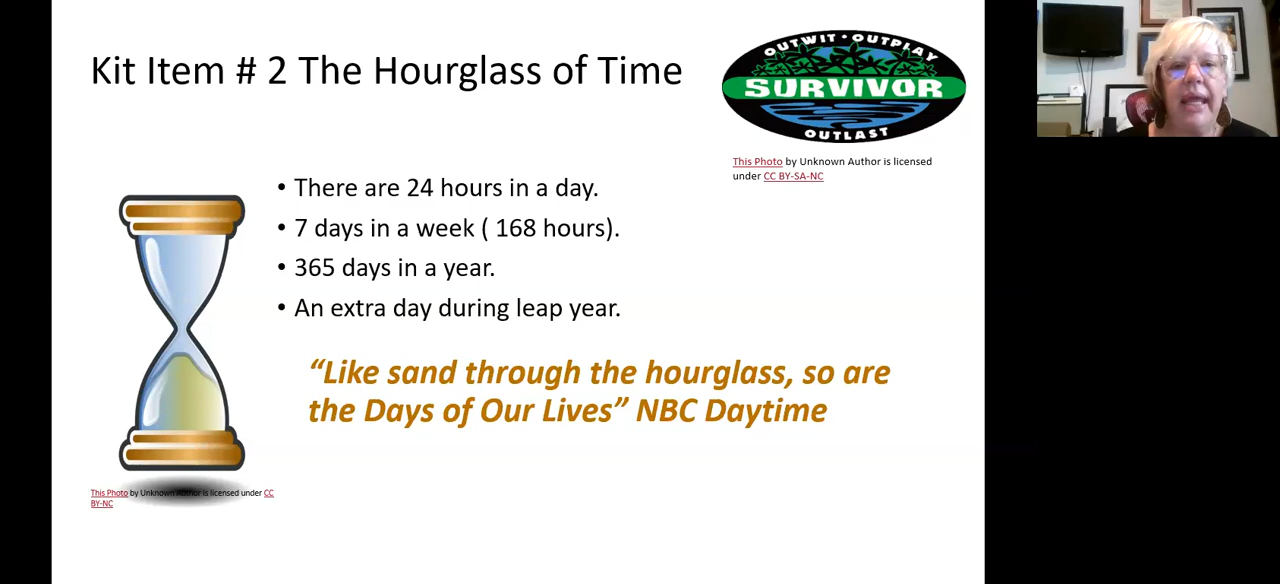 Kit Item # 2 The Hourglass of Time
OUTWIT · OUTPLAY
SURVIVOR
OUTLAST
This Photo by Unknown Author is licensed
under CC BY-SA-NC
• There are 24 hours in a day.
• 7 days in a week ( 168 hours).
• 365 days in a year.
• An extra day during leap year.
“Like sand through the hourglass, so are
the Days of Our Lives” NBC Daytime
This Photo by Unknown Author is licensed under CC
BY-NC